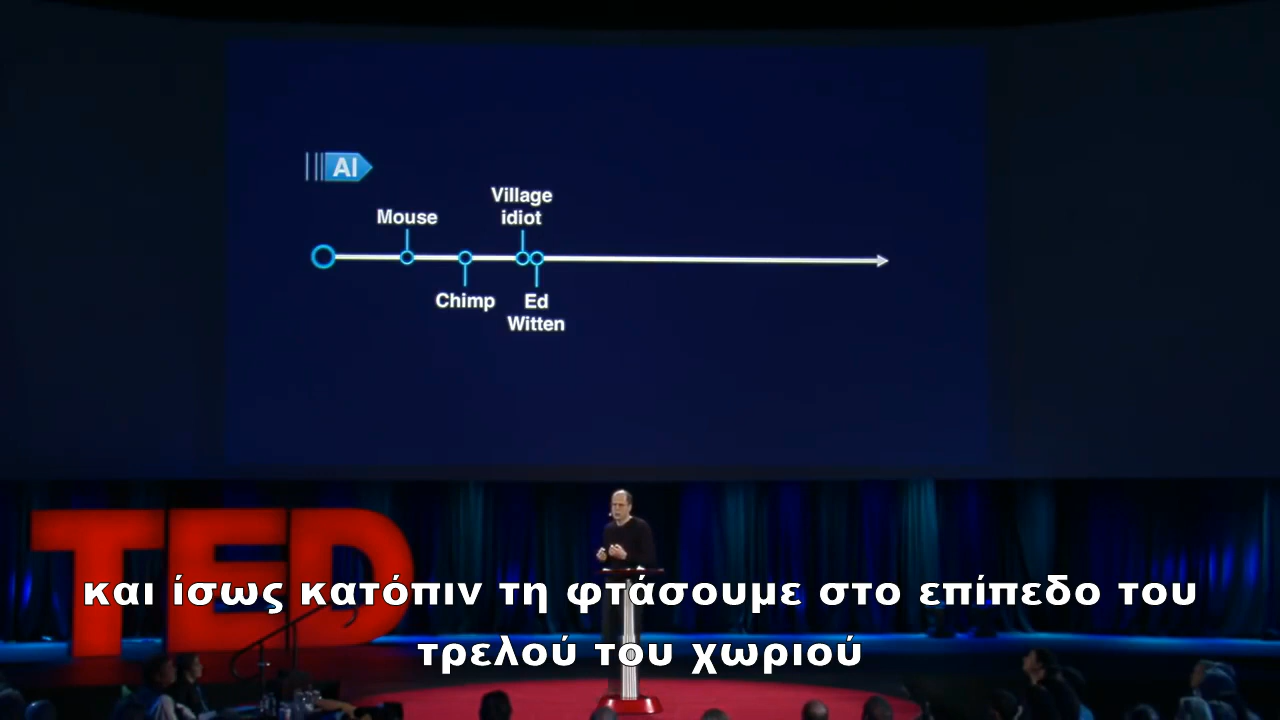 AI
Village
idiot
Mouse
Chimp
Ed
Witten
TED
και ίσως κατόπιν τη φτάσουμε στο επίπεδο του
τρελού του χωριού